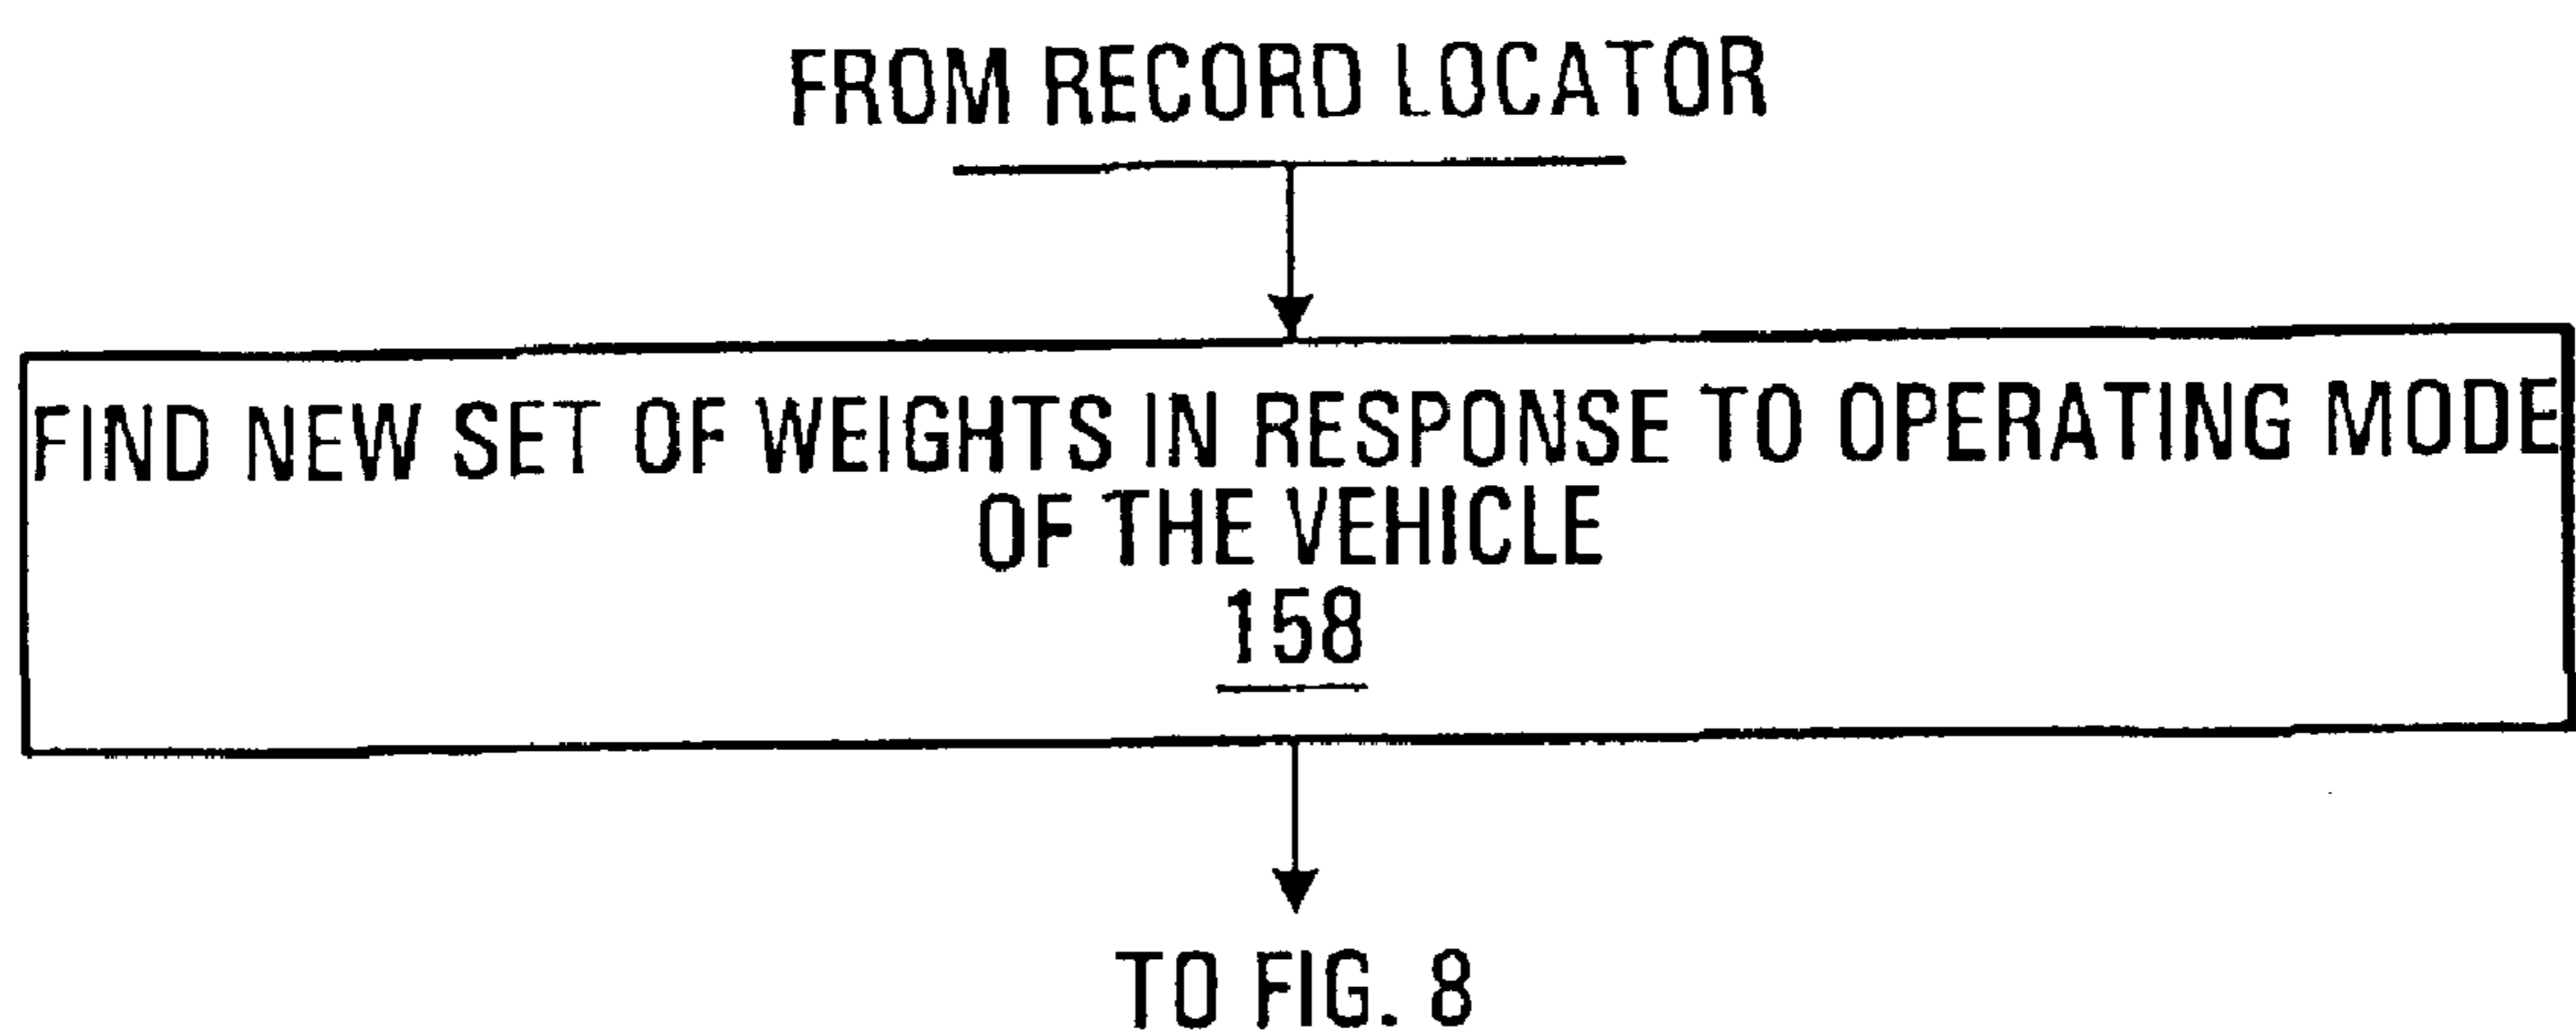 FROM RECORD LOCATOR
FIND NEW SET OF WEIGHTS IN RESPONSE TO OPERATING MODE
OF THE VEHICLE
158
TO FIG. 8